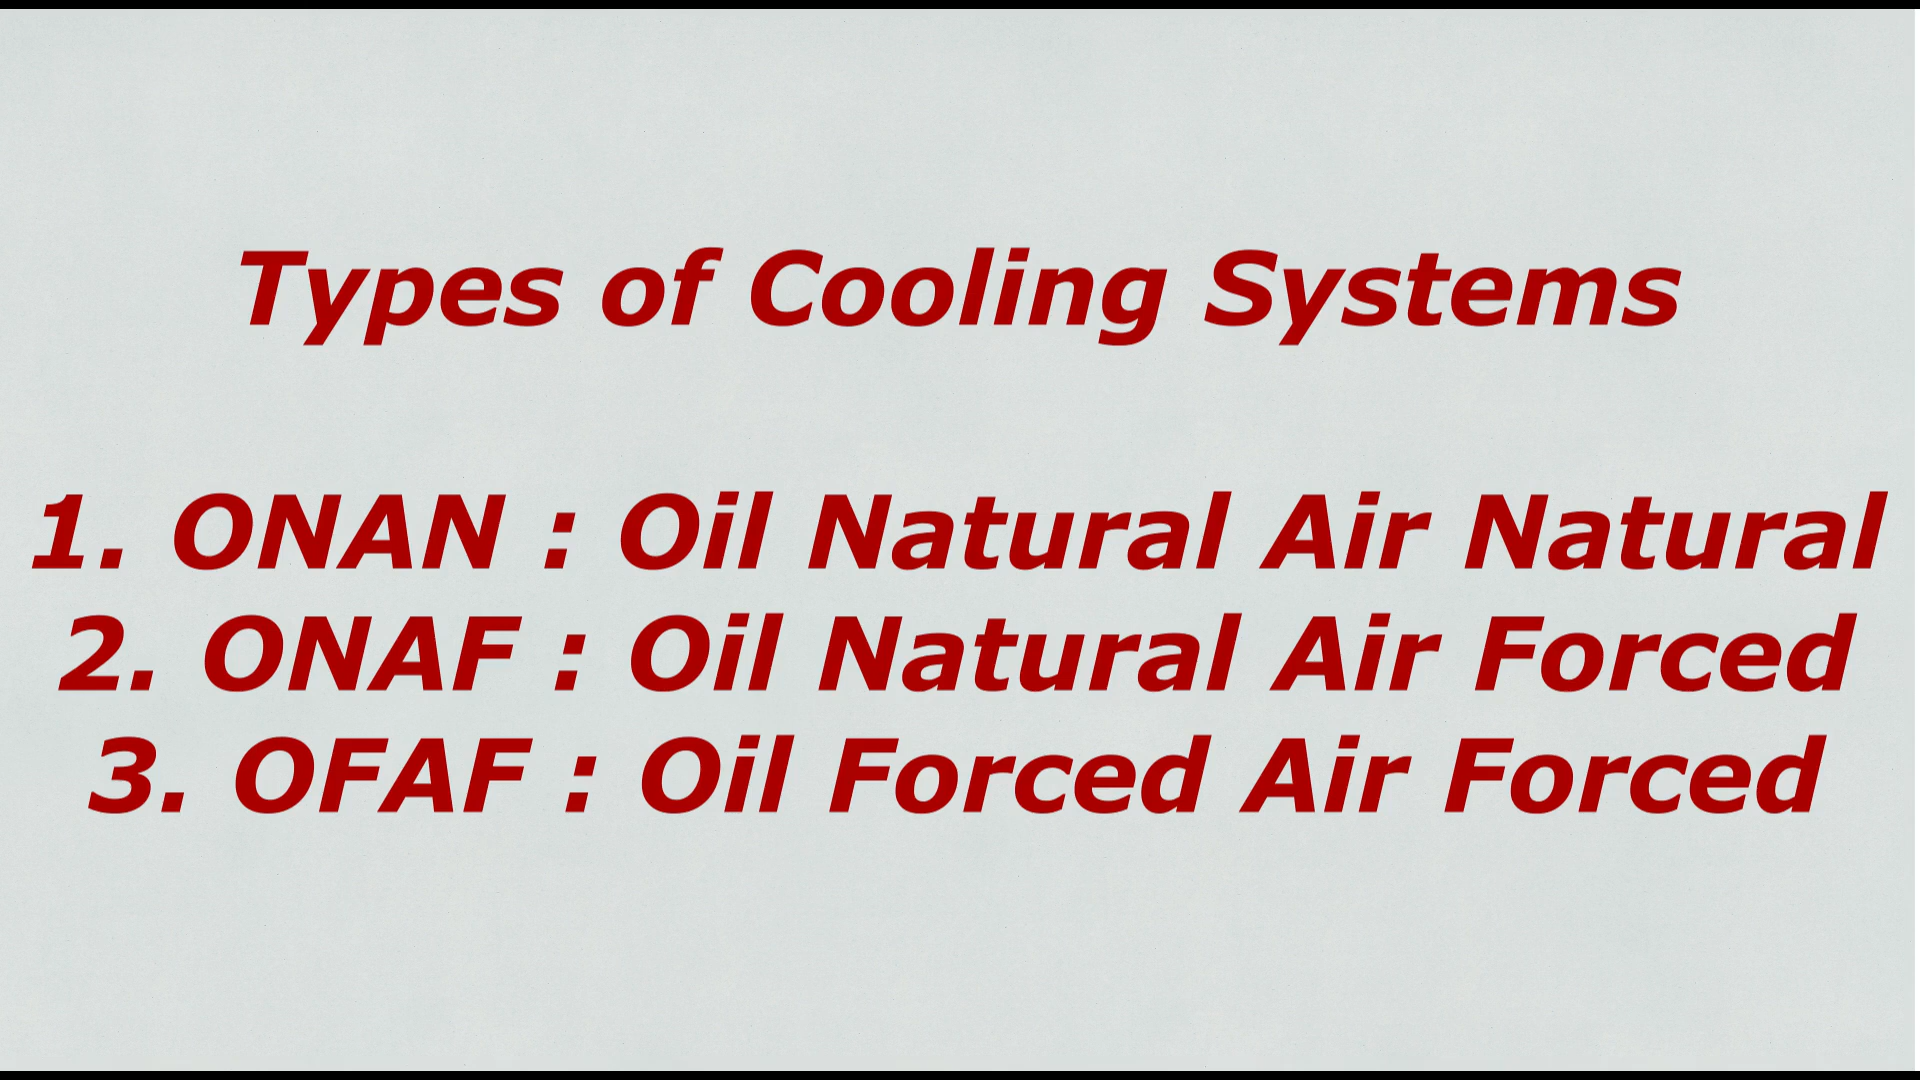 Types of Cooling Systems
1. ONAN : Oil Natural Air Natural
2. ONAF : Oil Natural Air Forced
3. OFAF : Oil Forced Air Forced